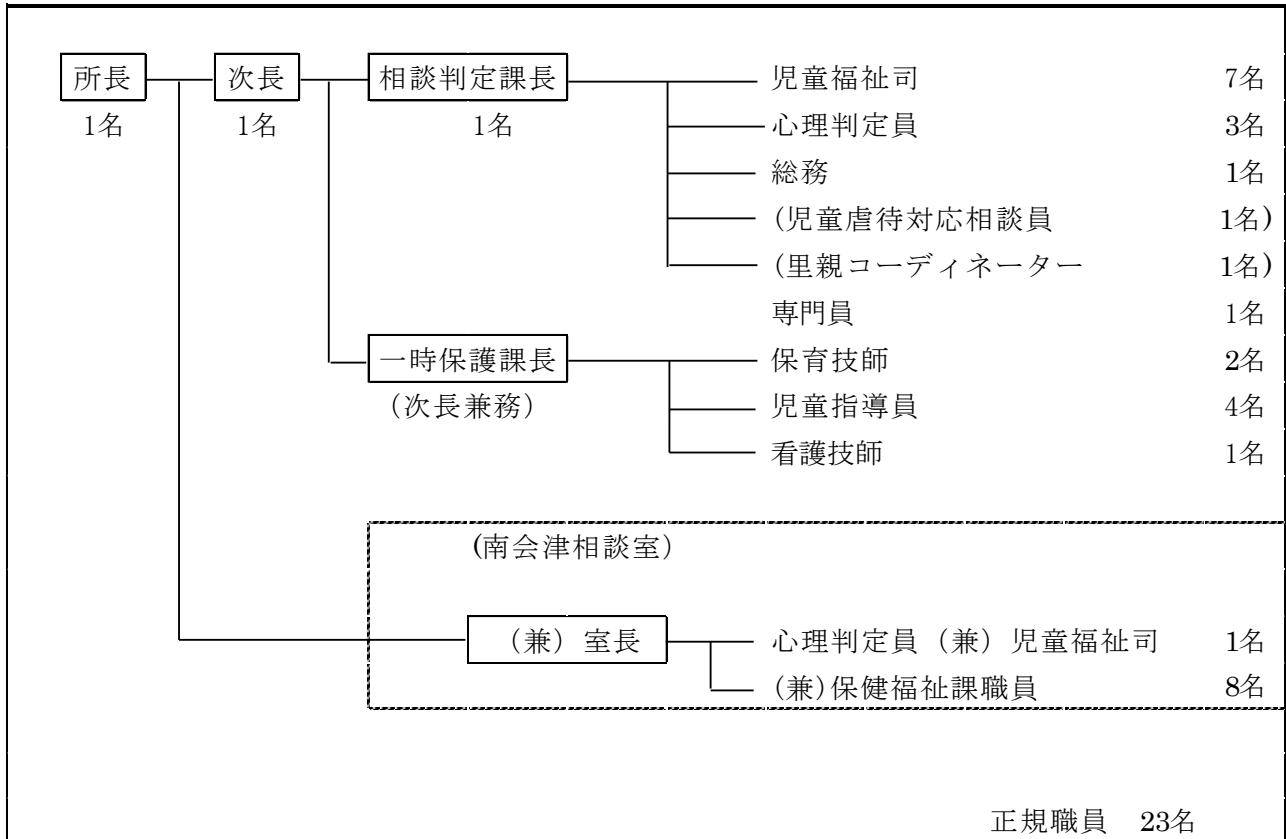 所長 次長 相談判定課長 児童福祉司 7名
1名 1名 1名 心理判定員 3名
総務 1名
(児童虐待対応相談員 1名)
(里親コーディネーター 1名)
専門員 1名
一時保護課長 保育技師 2名
(次長兼務) 児童指導員 4名
看護技師 1名
(南会津相談室)
(兼)室長 心理判定員(兼)児童福祉司 1名
(兼)保健福祉課職員 8名
正規職員 23名